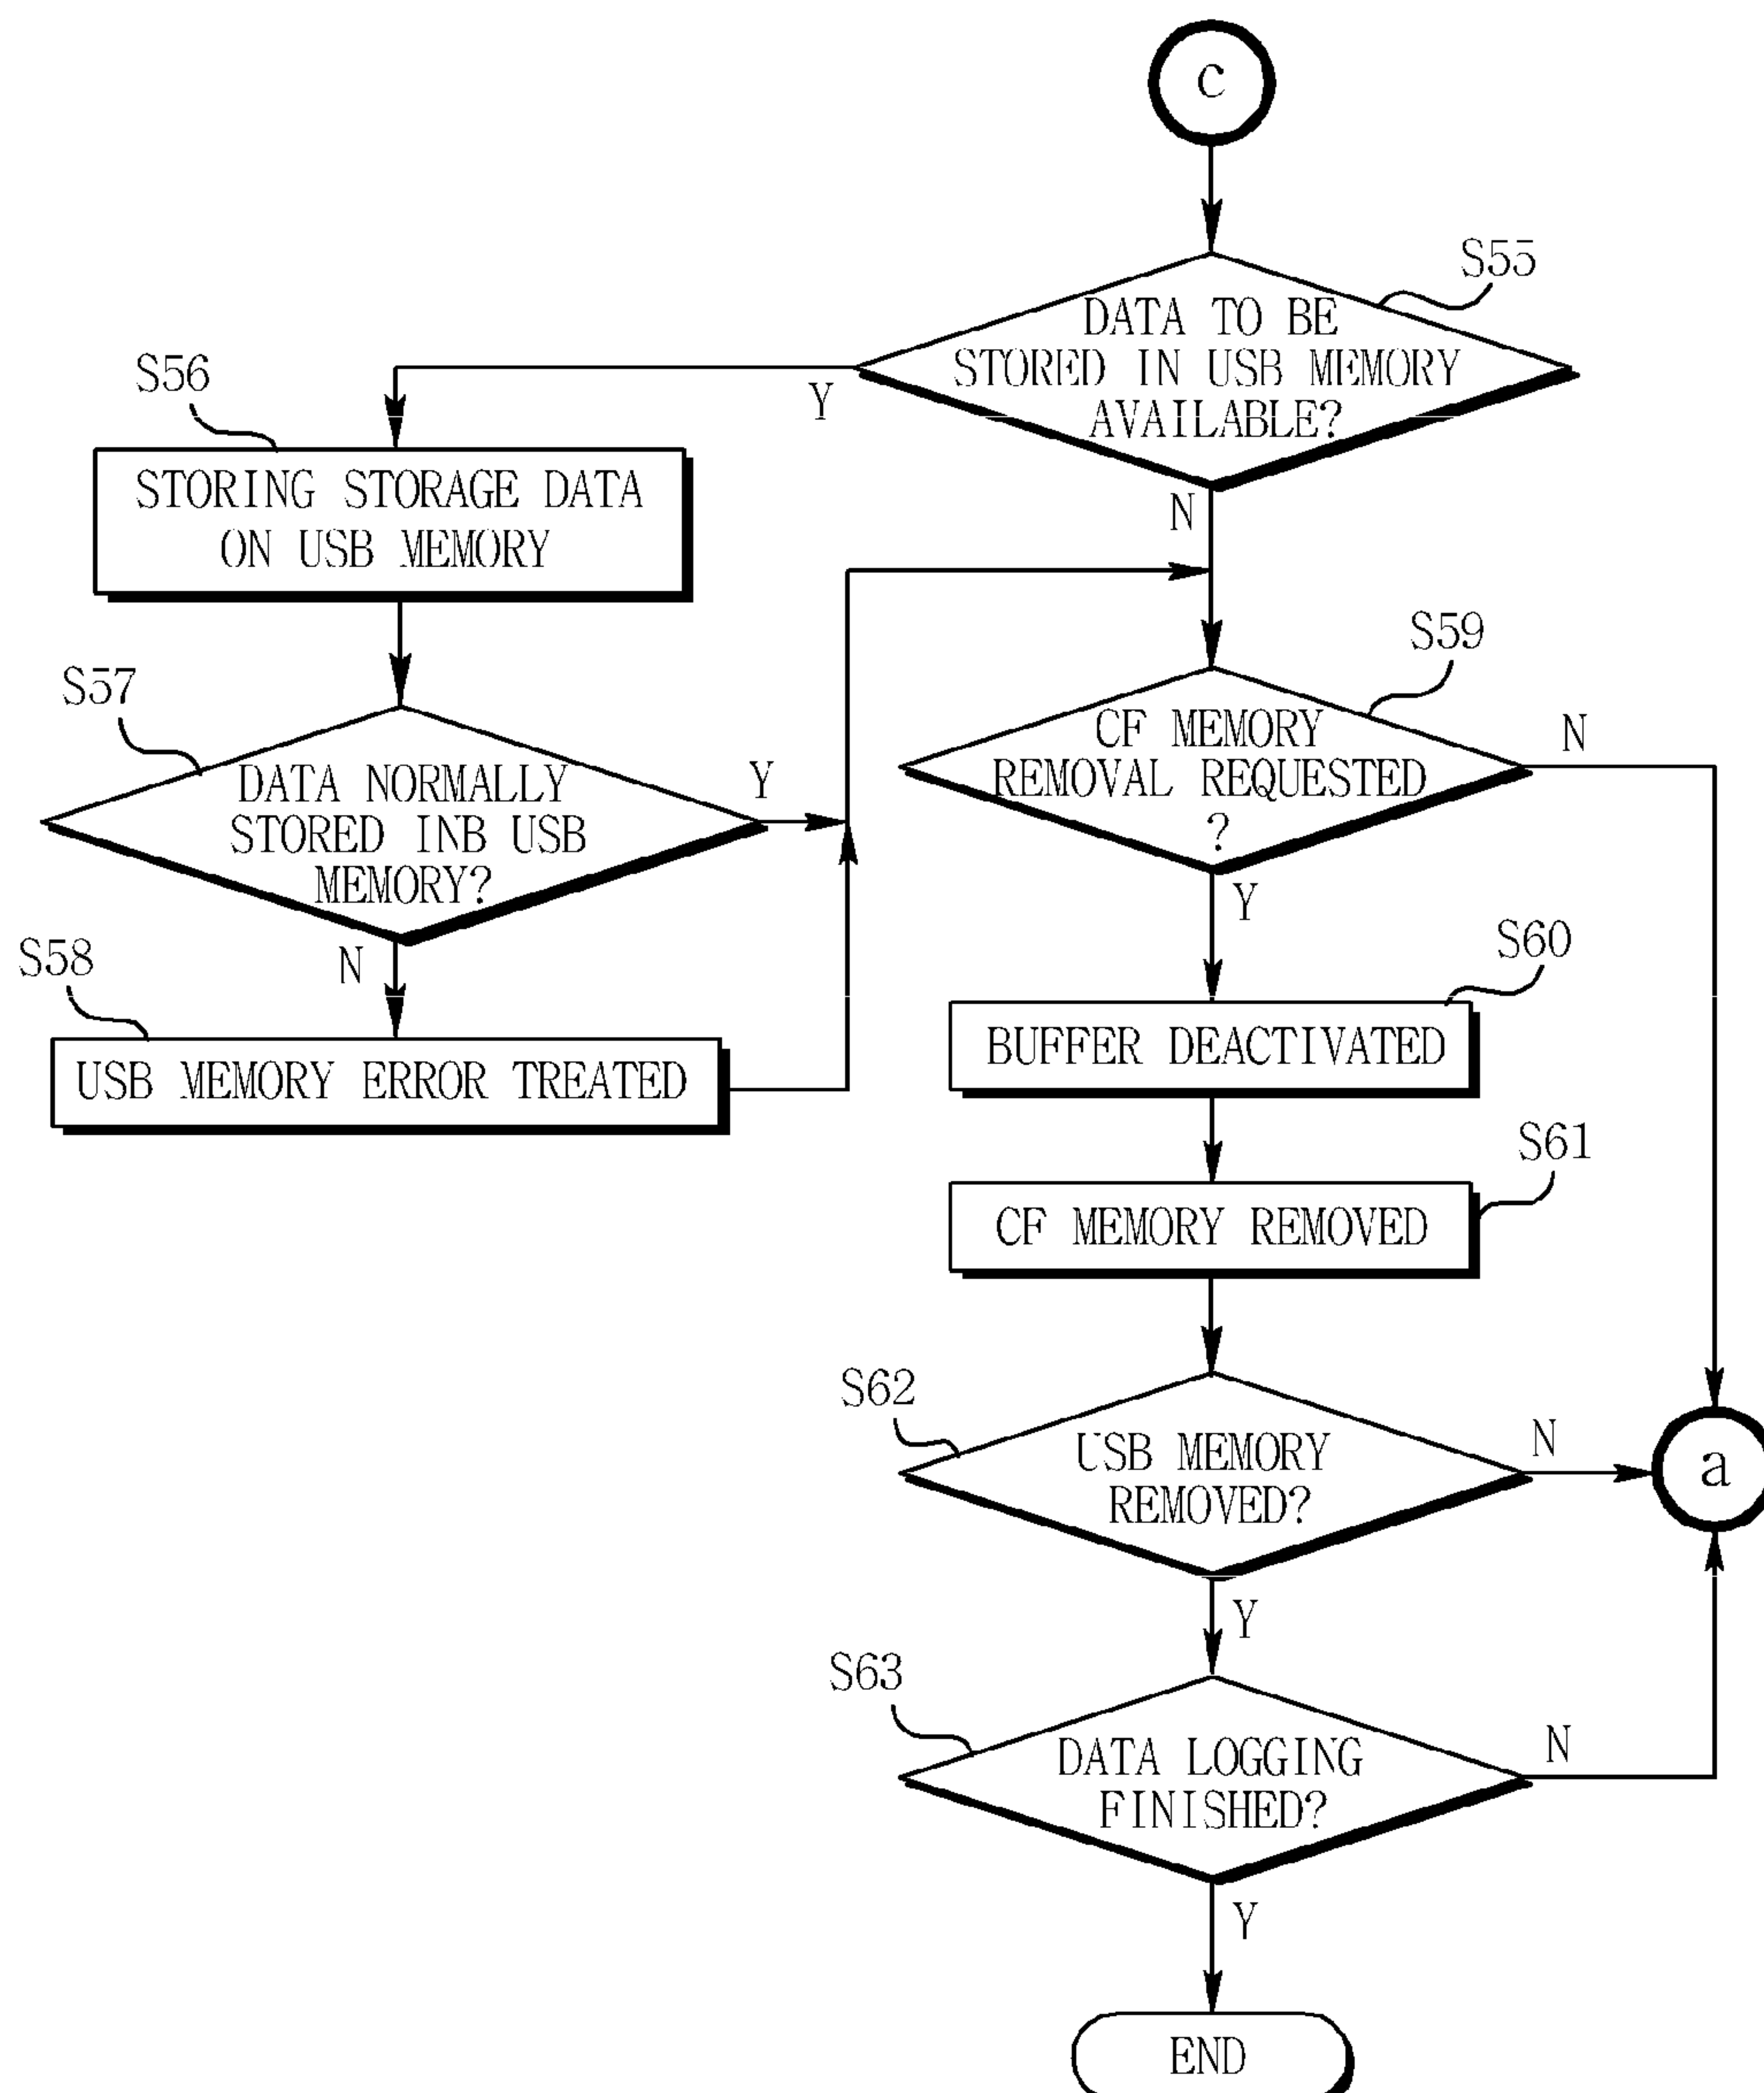 c
S55
DATA TO BE
STORED IN USB MEMORY
AVAILABLE?
Y
N
S56
STORING STORAGE DATA
ON USB MEMORY
S57
DATA NORMALLY
STORED INB USB
MEMORY?
Y
N
S58
USB MEMORY ERROR TREATED
S59
CF MEMORY
REMOVAL REQUESTED
?
N
Y
S60
BUFFER DEACTIVATED
S61
CF MEMORY REMOVED
S62
USB MEMORY
REMOVED?
N
a
Y
S63
DATA LOGGING
FINISHED?
N
Y
END